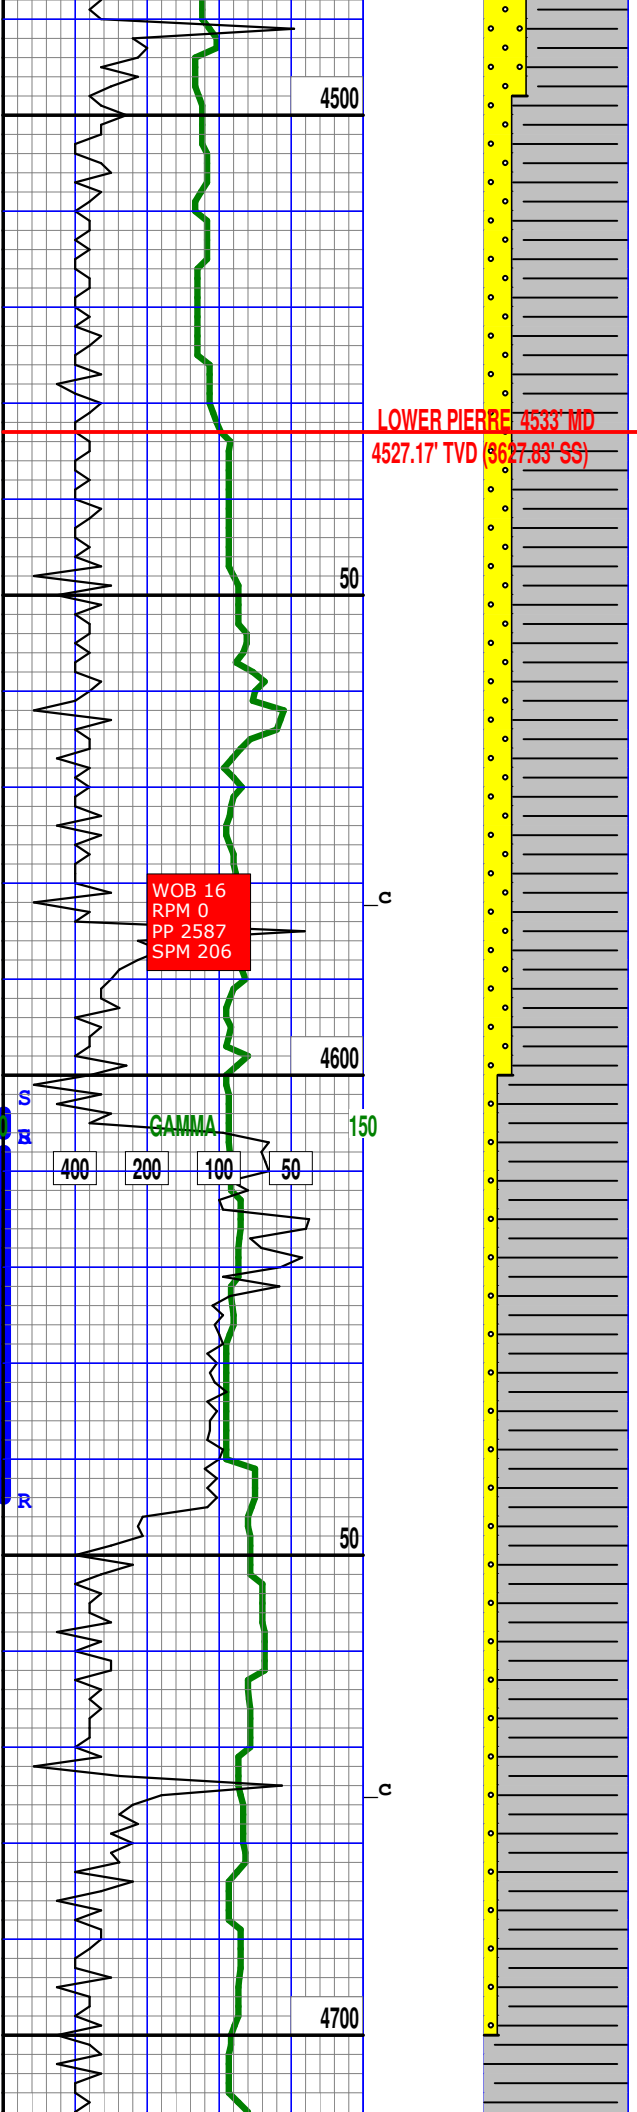 4500
LOWER PIERRE 4533' MD
4527.17' TVD (3627.83' SS)
50
WOB 16
RPM 0
PP 2587
SPM 206
C
4600
S
GAMMA 150
R
400 200 100 50
R
50
C
4700